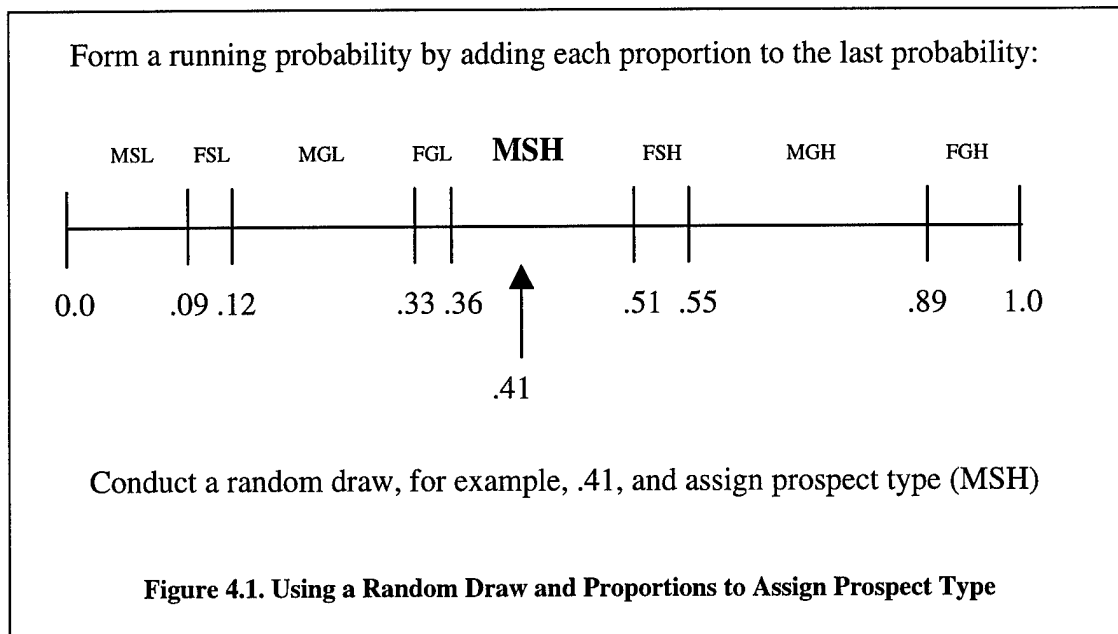 Form a running probability by adding each proportion to the last probability:
MSL FSL MGL FGL MSH FSH MGH FGH
0.0 .09 .12 .33 .36 .51 .55 .89 1.0
.41
Conduct a random draw, for example, .41, and assign prospect type (MSH)
Figure 4.1. Using a Random Draw and Proportions to Assign Prospect Type